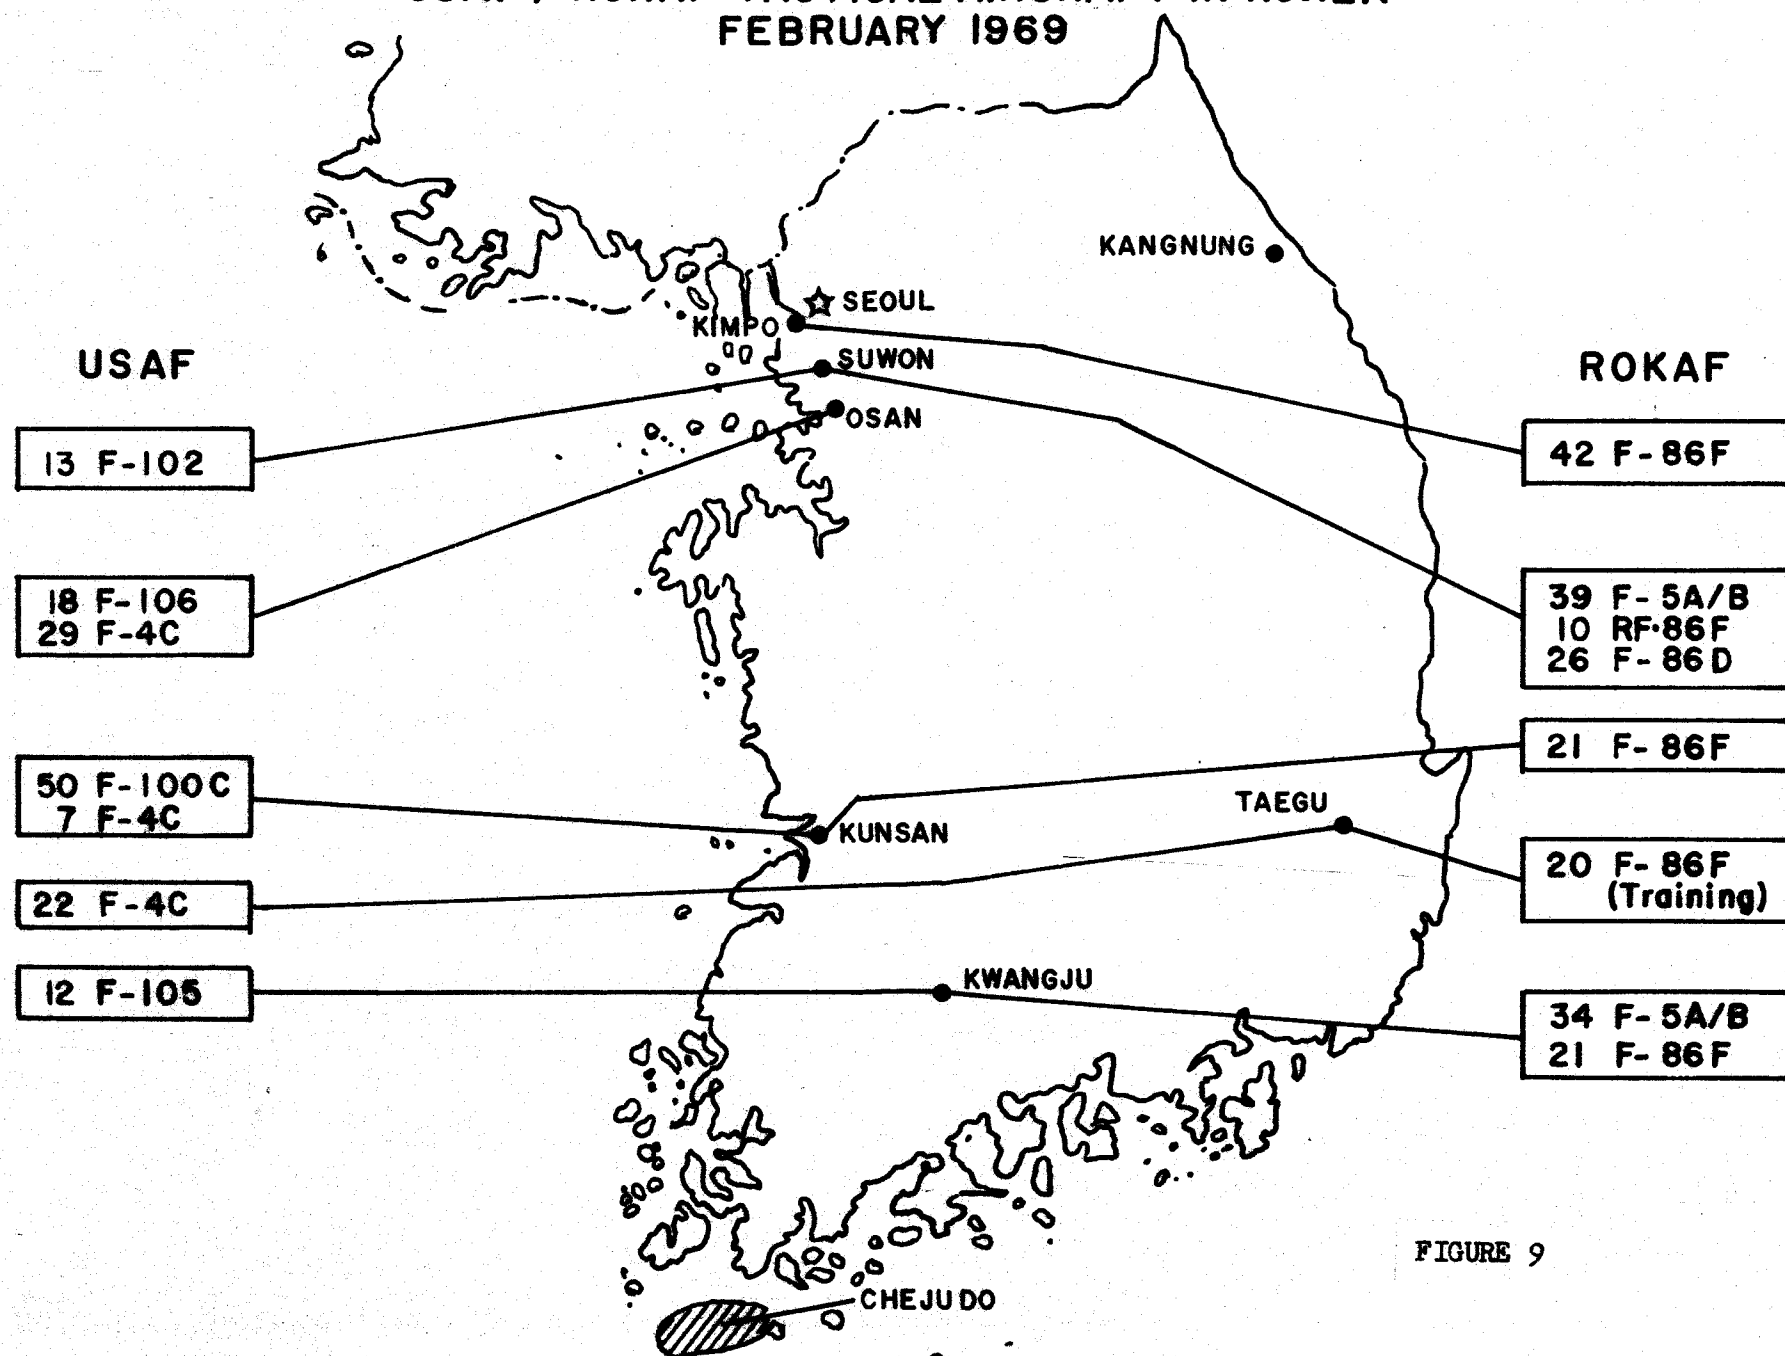 FEBRUARY 1969
KANGNUNG
SEOUL
KIMPO
USAF
SUWON
ROKAF
OSAN
13 F-102
42 F-86F
18 F-106
29 F-4C
39 F-5A/B
10 RF-86F
26 F-86D
21 F-86F
50 F-100C
7 F-4C
TAEGU
KUNSAN
20 F-86F
(Training)
22 F-4C
KWANGJU
12 F-105
34 F-5A/B
21 F-86F
FIGURE 9
CHEJU DO